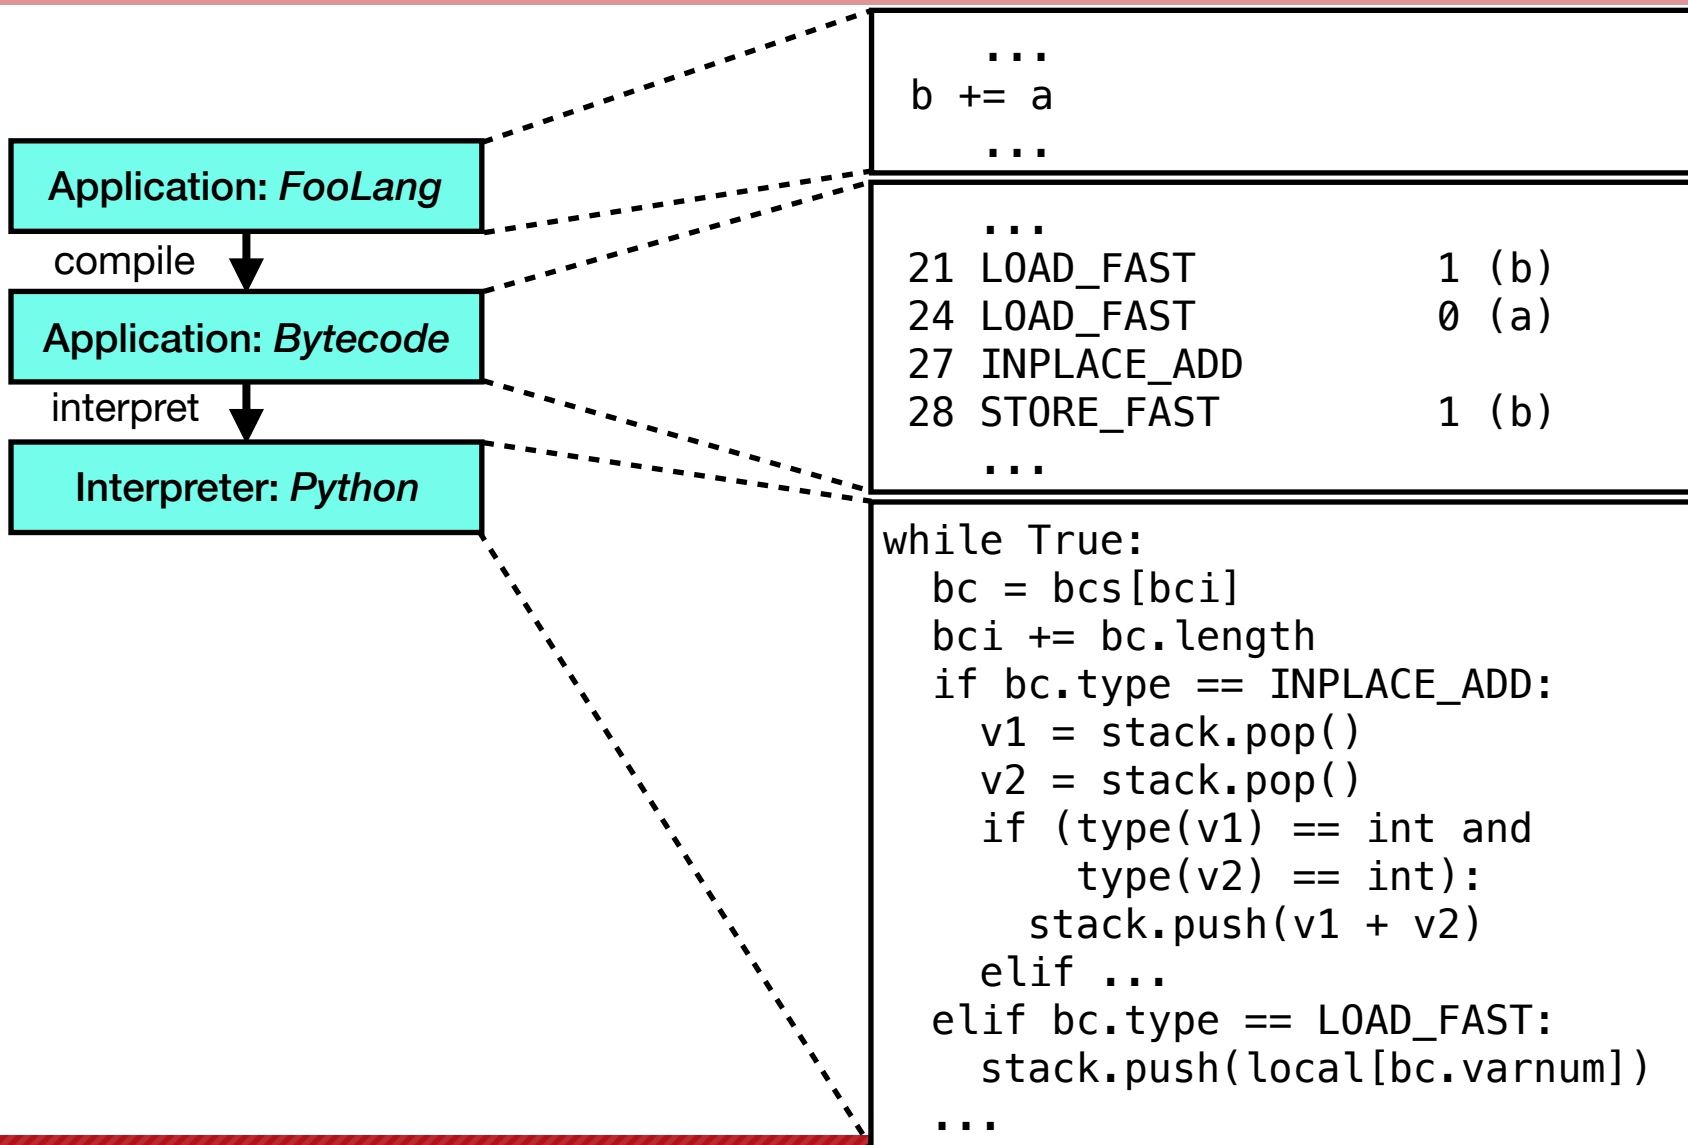 Application: FooLang
compile
Application: Bytecode
interpret
Interpreter: Python
...
b += a
...
...
21 LOAD_FAST 1 (b)
24 LOAD_FAST 0 (a)
27 INPLACE_ADD
28 STORE_FAST 1 (b)
...
while True:
  bc = bcs[bci]
  bci += bc.length
  if bc.type == INPLACE_ADD:
    v1 = stack.pop()
    v2 = stack.pop()
    if (type(v1) == int and
        type(v2) == int):
      stack.push(v1 + v2)
    elif ...
  elif bc.type == LOAD_FAST:
    stack.push(local[bc.varnum])
  ...